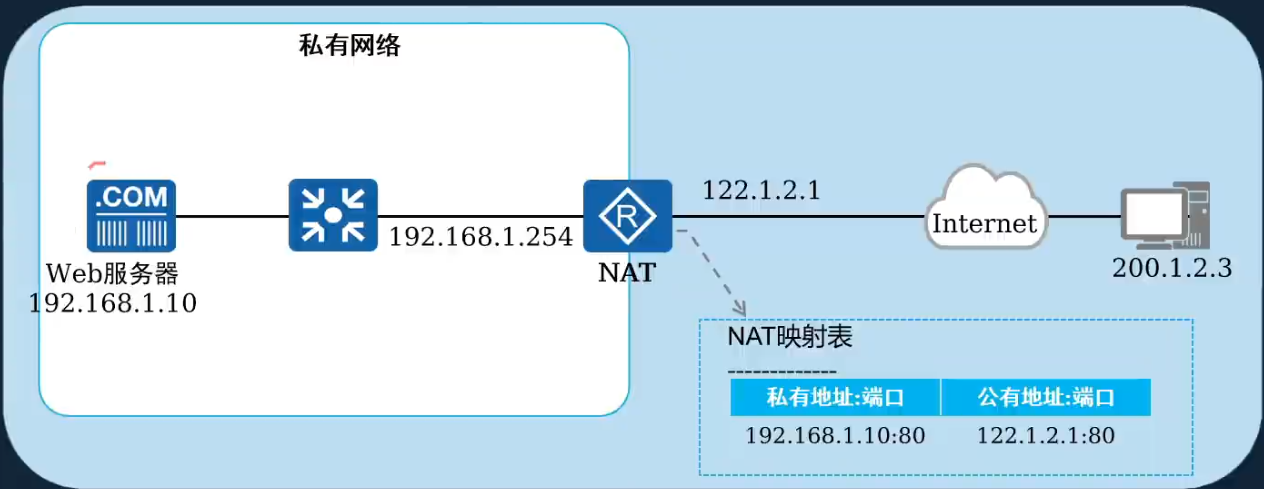 私有网络
.COM
Web服务器
192.168.1.10
192.168.1.254
R
NAT
122.1.2.1
Internet
200.1.2.3
NAT映射表
-------------
私有地址:端口 公有地址:端口
192.168.1.10:80 122.1.2.1:80